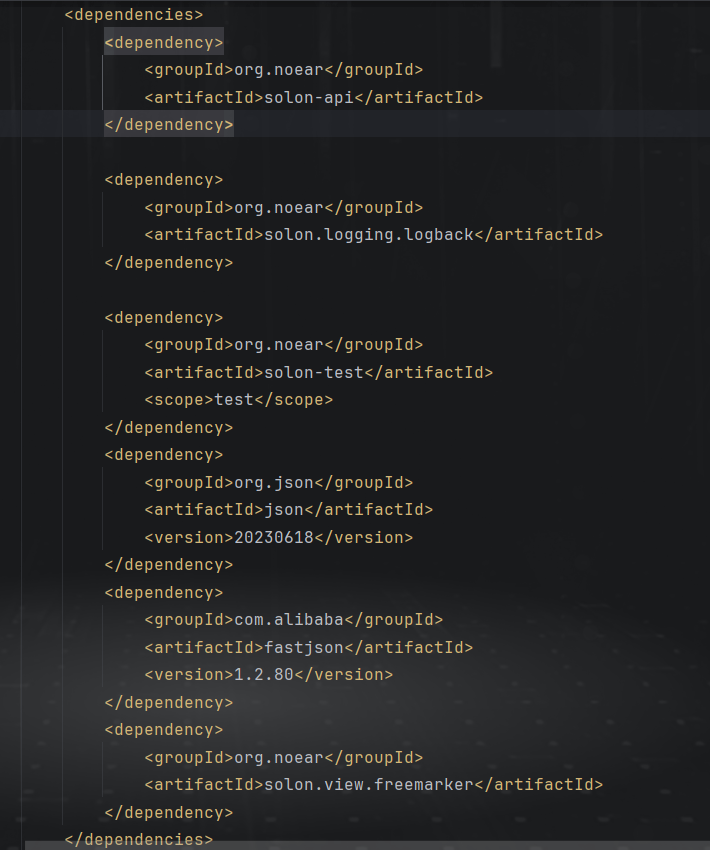 <dependencies>
<dependency>
<groupId>org.noear</groupId>
<artifactId>solon-api</artifactId>
</dependency>
<dependency>
<groupId>org.noear</groupId>
<artifactId>solon.logging.logback</artifactId>
</dependency>
<dependency>
<groupId>org.noear</groupId>
<artifactId>solon-test</artifactId>
<scope>test</scope>
</dependency>
<dependency>
<groupId>org.json</groupId>
<artifactId>json</artifactId>
<version>20230618</version>
</dependency>
<dependency>
<groupId>com.alibaba</groupId>
<artifactId>fastjson</artifactId>
<version>1.2.80</version>
</dependency>
<dependency>
<groupId>org.noear</groupId>
<artifactId>solon.view.freemarker</artifactId>
</dependency>
</dependencies>